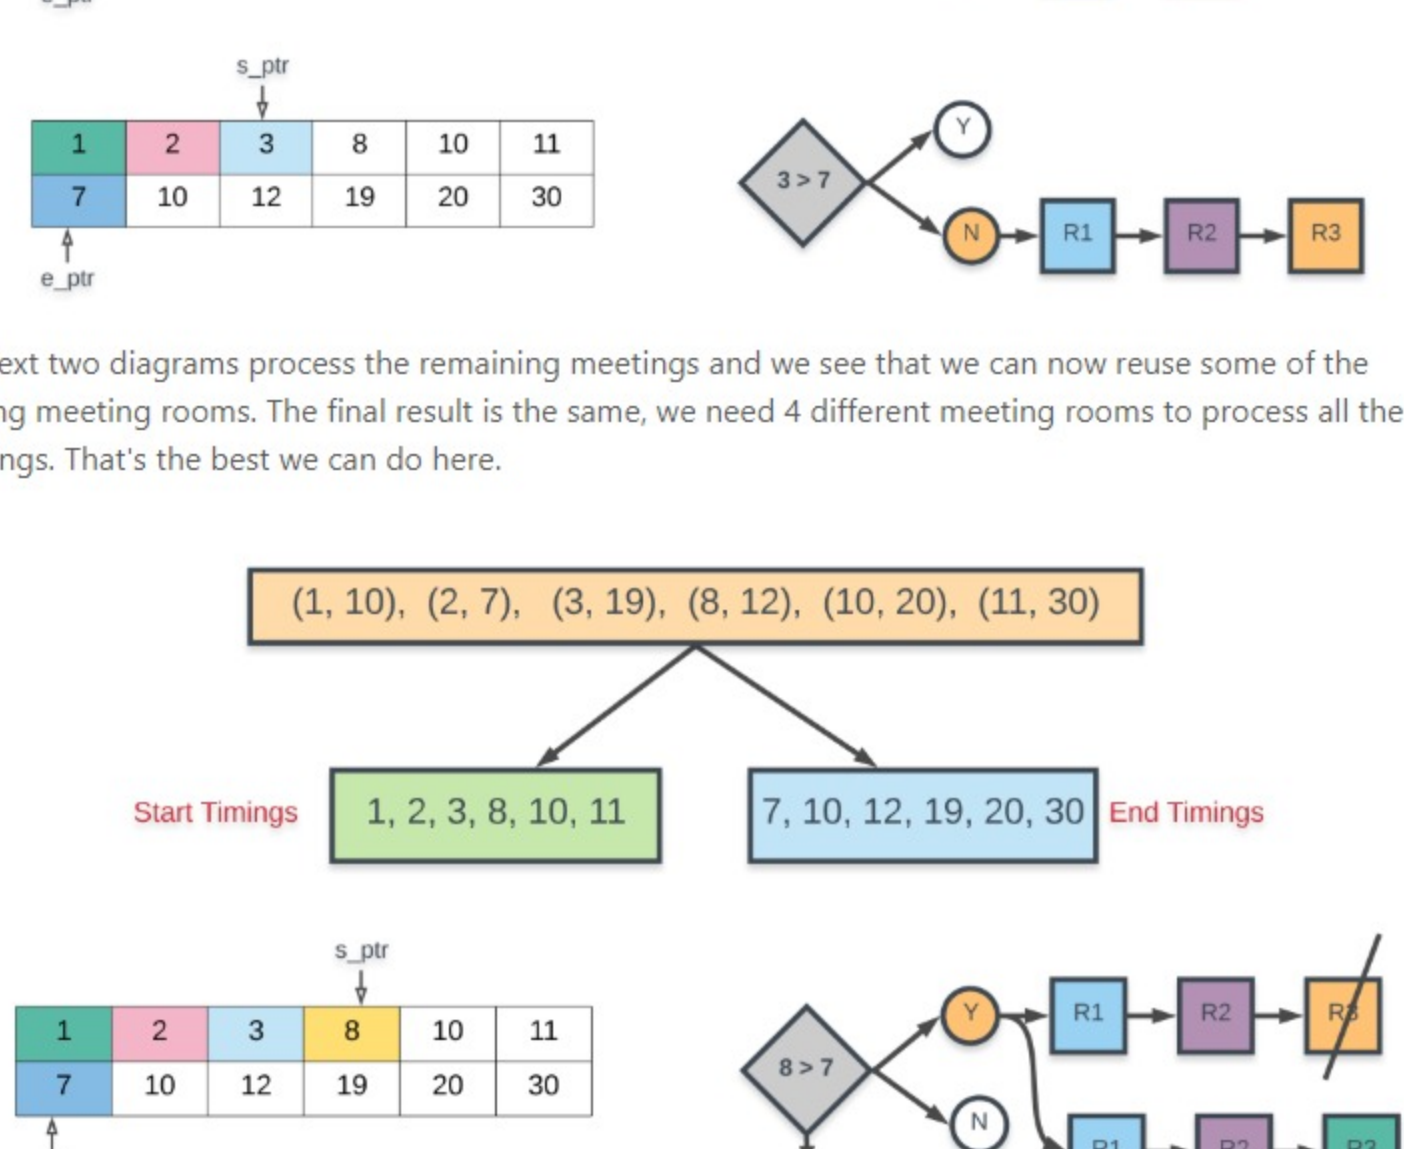 s_ptr
1 2 3 8 10 11
7 10 12 19 20 30
e_ptr
3 > 7
Y
N R1 R2 R3
ext two diagrams process the remaining meetings and we see that we can now reuse some of the
ng meeting rooms. The final result is the same, we need 4 different meeting rooms to process all the
ngs. That's the best we can do here.
(1, 10), (2, 7), (3, 19), (8, 12), (10, 20), (11, 30)
Start Timings
1, 2, 3, 8, 10, 11
7, 10, 12, 19, 20, 30
End Timings
s_ptr
1 2 3 8 10 11
7 10 12 19 20 30
8 > 7
Y R1 R2 R3
N
R1 R2 R3